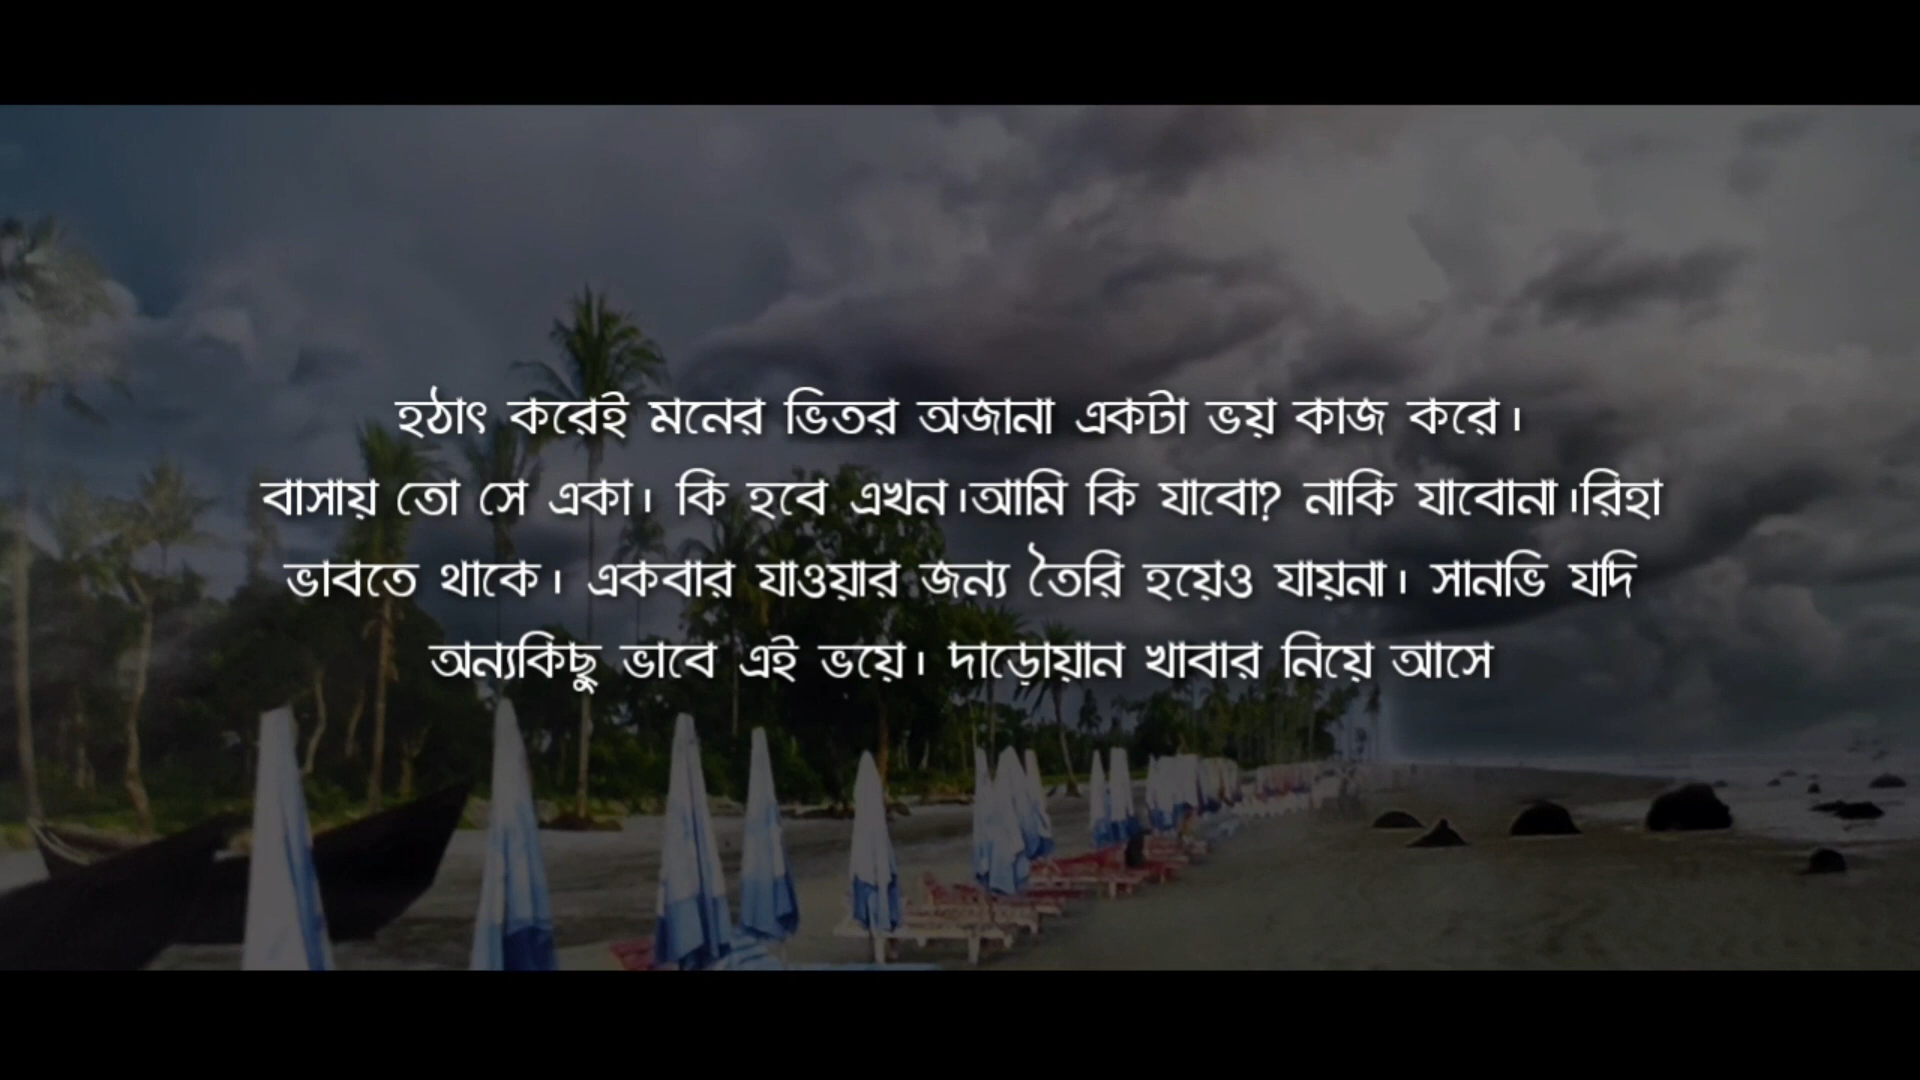 হঠাৎ করেই মনের ভিতর অজানা একটা ভয় কাজ করে।
বাসায় তো সে একা। কি হবে এখন।আমি কি যাবো? নাকি যাবোনা।রিহা
ভাবতে থাকে। একবার যাওয়ার জন্য তৈরি হয়েও যায়না। সানভি যদি
অন্যকিছু ভাবে এই ভয়ে। দাড়োয়ান খাবার নিয়ে আসে